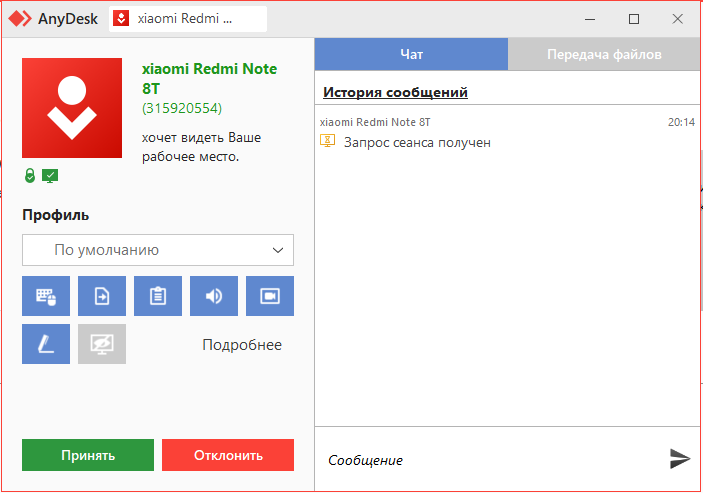 AnyDesk
xiaomi Redmi ...
xiaomi Redmi Note
8T
(315920554)
хочет видеть Ваше
рабочее место.
Профиль
По умолчанию
Подробнее
Принять
Отклонить
Чат
Передача файлов
История сообщений
xiaomi Redmi Note 8T
20:14
Запрос сеанса получен
Сообщение